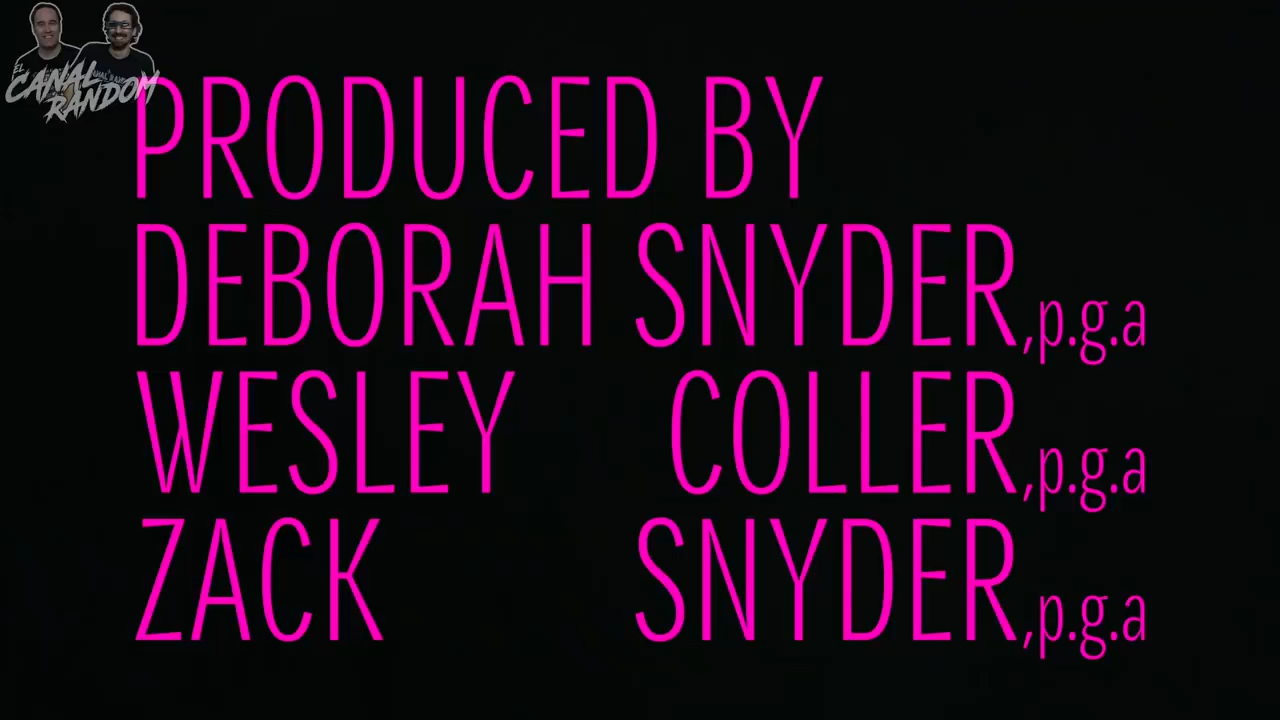 EL
CANAL
RANDOM
PRODUCED BY
DEBORAH SNYDER,p.g.a
WESLEY COLLER,p.g.a
ZACK SNYDER,p.g.a